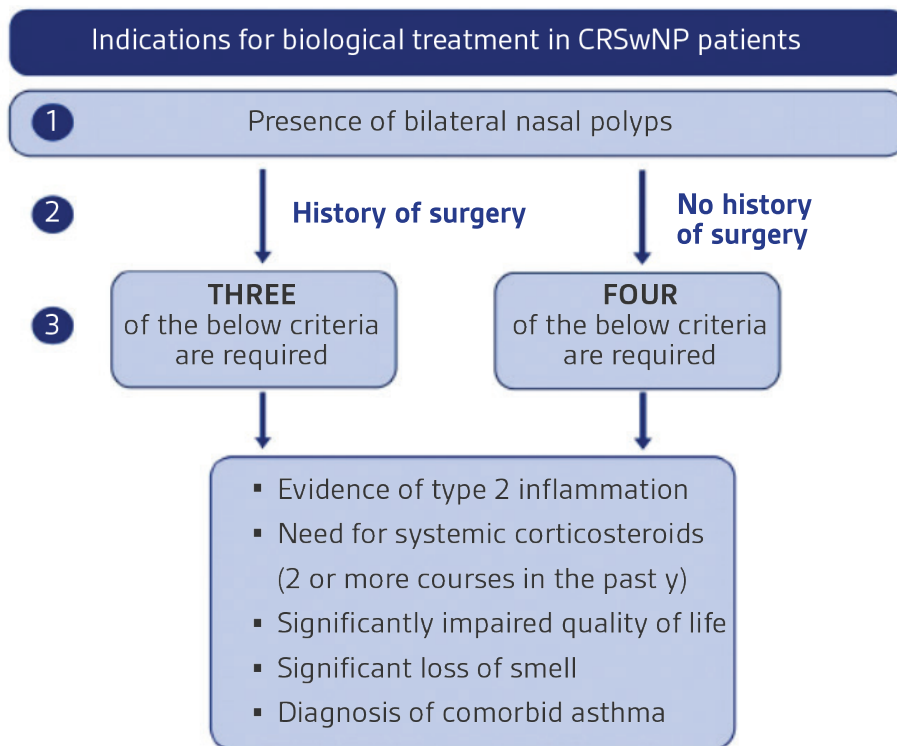 Indications for biological treatment in CRSwNP patients
1
Presence of bilateral nasal polyps
2
History of surgery
No history
of surgery
3
THREE
of the below criteria
are required
FOUR
of the below criteria
are required
▪ Evidence of type 2 inflammation
▪ Need for systemic corticosteroids
(2 or more courses in the past y)
▪ Significantly impaired quality of life
▪ Significant loss of smell
▪ Diagnosis of comorbid asthma